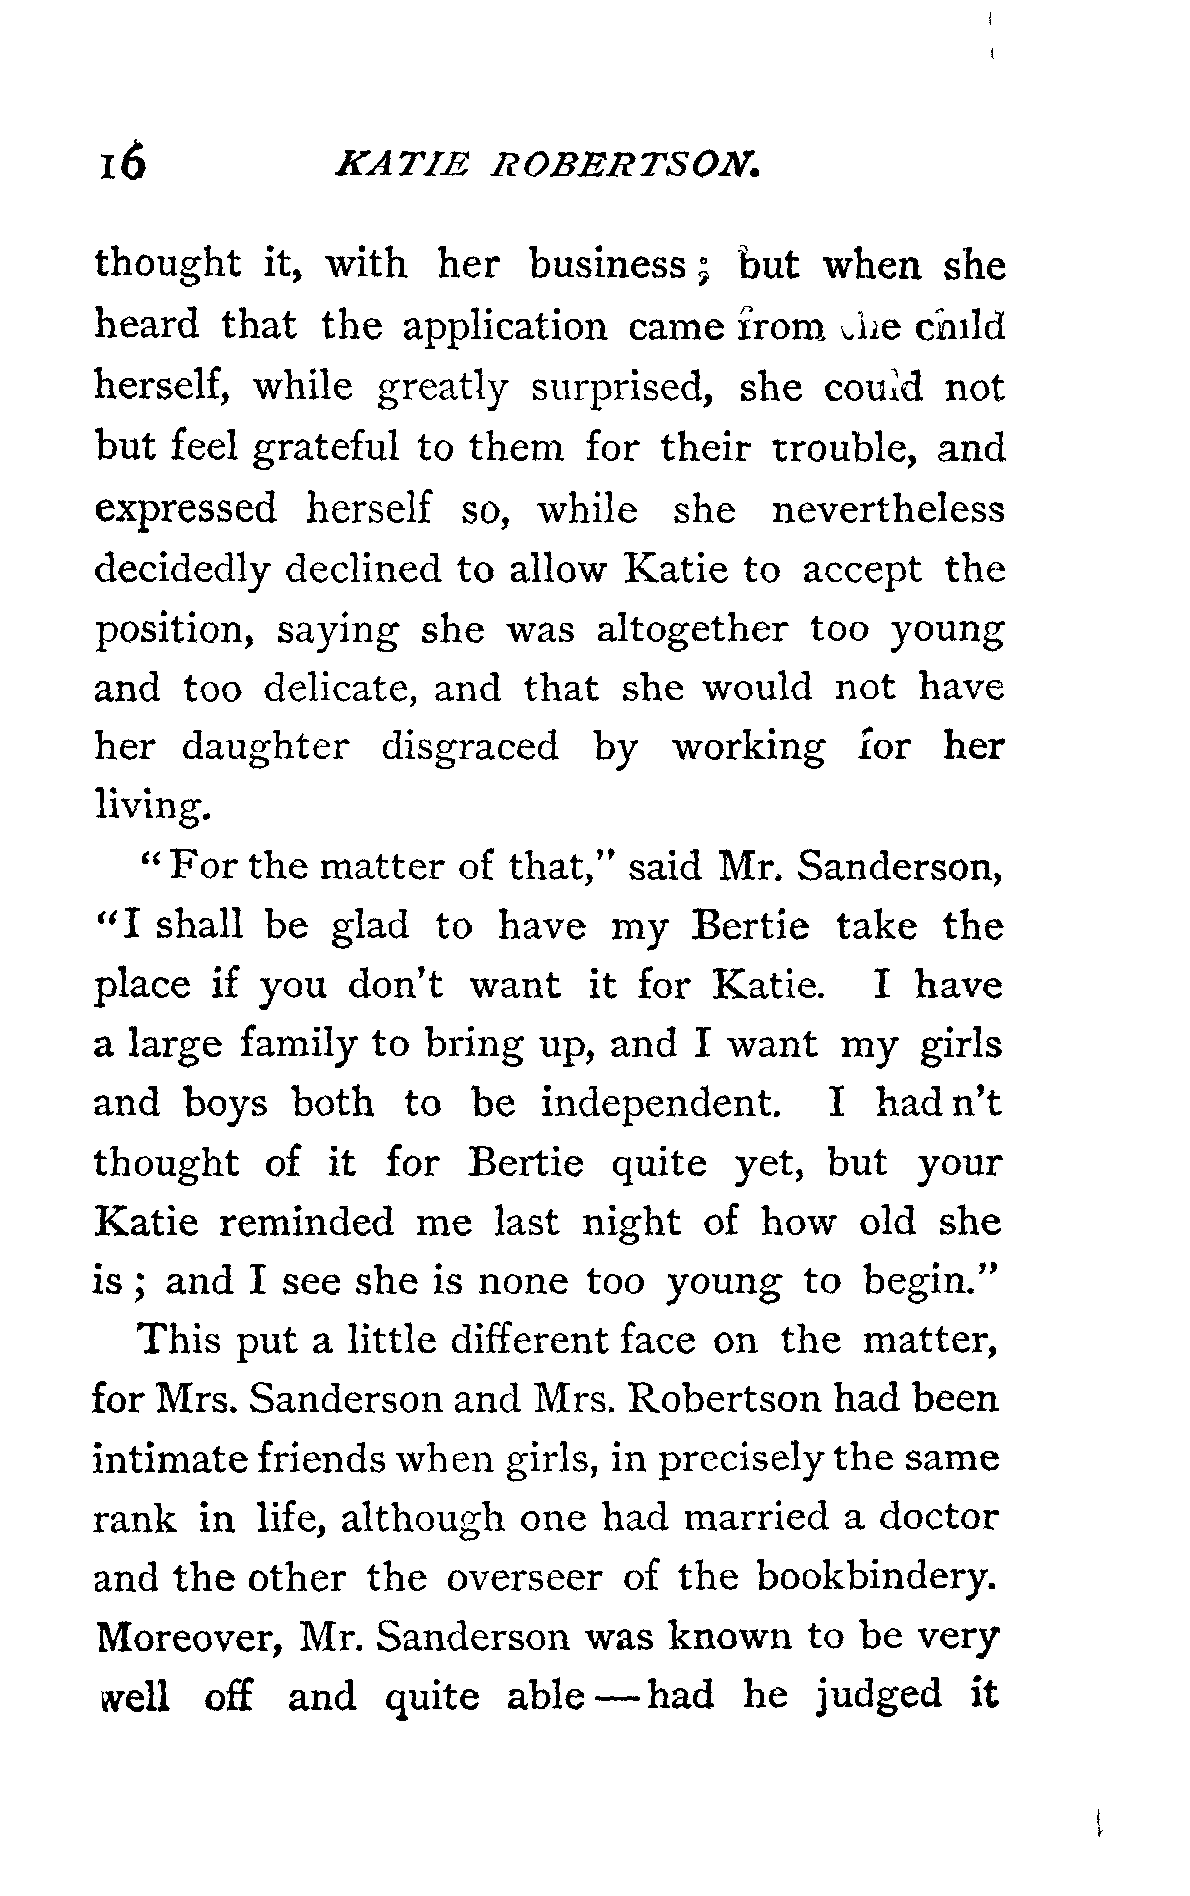 16 KATIE ROBERTSON.
thought it, with her business; but when she
heard that the application came from the child
herself, while greatly surprised, she could not
but feel grateful to them for their trouble, and
expressed herself so, while she nevertheless
decidedly declined to allow Katie to accept the
position, saying she was altogether too young
and too delicate, and that she would not have
her daughter disgraced by working for her
living.
"For the matter of that," said Mr. Sanderson,
"I shall be glad to have my Bertie take the
place if you don't want it for Katie. I have
a large family to bring up, and I want my girls
and boys both to be independent. I had n't
thought of it for Bertie quite yet, but your
Katie reminded me last night of how old she
is; and I see she is none too young to begin."
This put a little different face on the matter,
for Mrs. Sanderson and Mrs. Robertson had been
intimate friends when girls, in precisely the same
rank in life, although one had married a doctor
and the other the overseer of the bookbindery.
Moreover, Mr. Sanderson was known to be very
well off and quite able — had he judged it